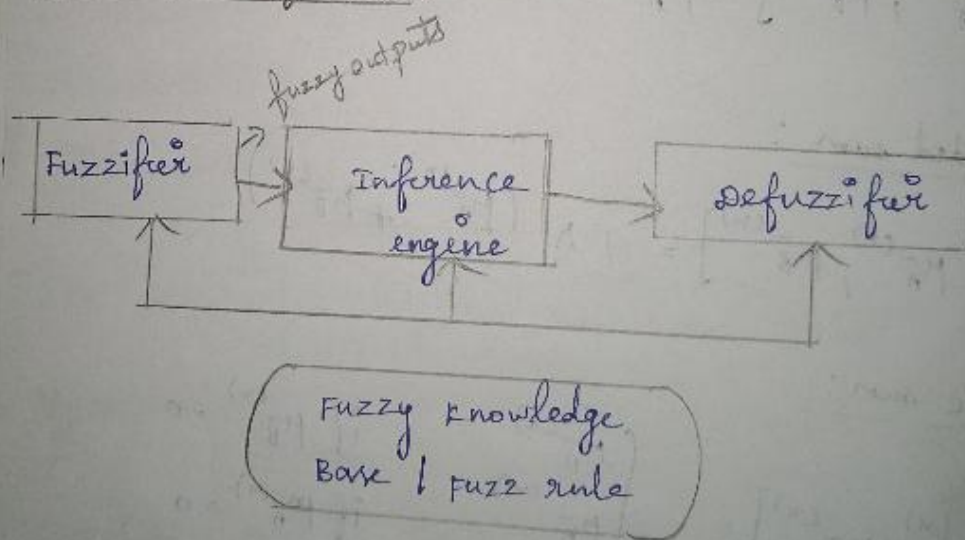 fuzzy outputs
Fuzzifier
Inference
engine
Defuzzifier
Fuzzy knowledge
Base / Fuzz rule